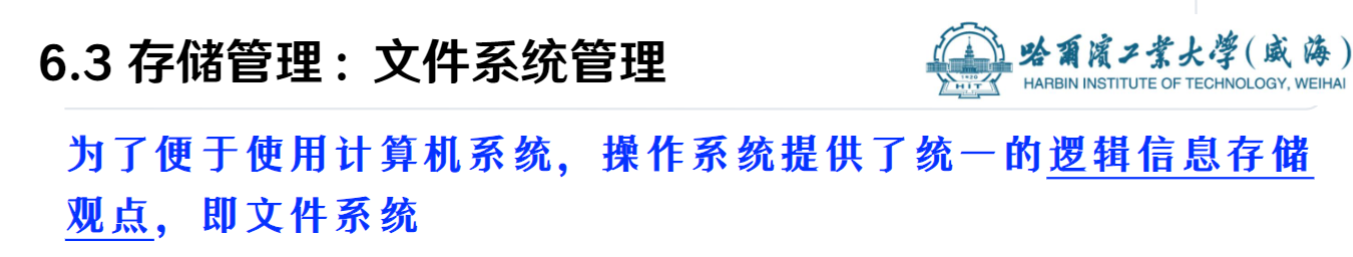 6.3 存储管理：文件系统管理
哈爾濱工業大學(威海)
1920
HIT
HARBIN INSTITUTE OF TECHNOLOGY, WEIHAI
为了便于使用计算机系统，操作系统提供了统一的逻辑信息存储
观点，即文件系统